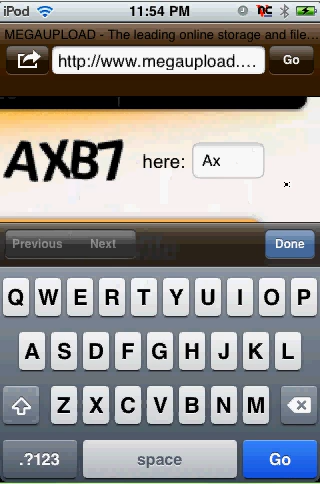 iPod 11:54 PM
MEGAUPLOAD - The leading online storage and file...
http://www.megaupload.... Go
AXB7 here: Ax
Previous Next Done
Q W E R T Y U I O P
A S D F G H J K L
Z X C V B N M
.?123 space Go